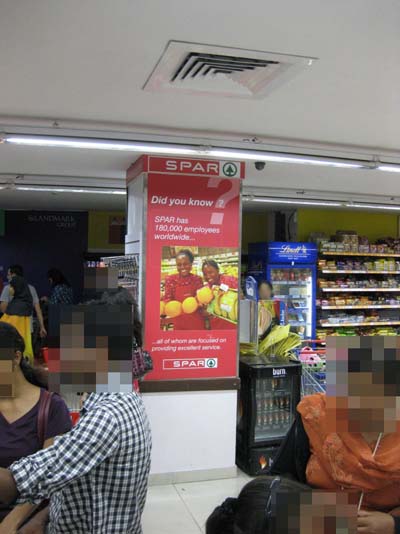 SPAR
Did you know ?
SPAR has
180,000 employees
worldwide...
...all of whom are focused on
providing excellent service.
SPAR
LANDMARK
Lindt
burn